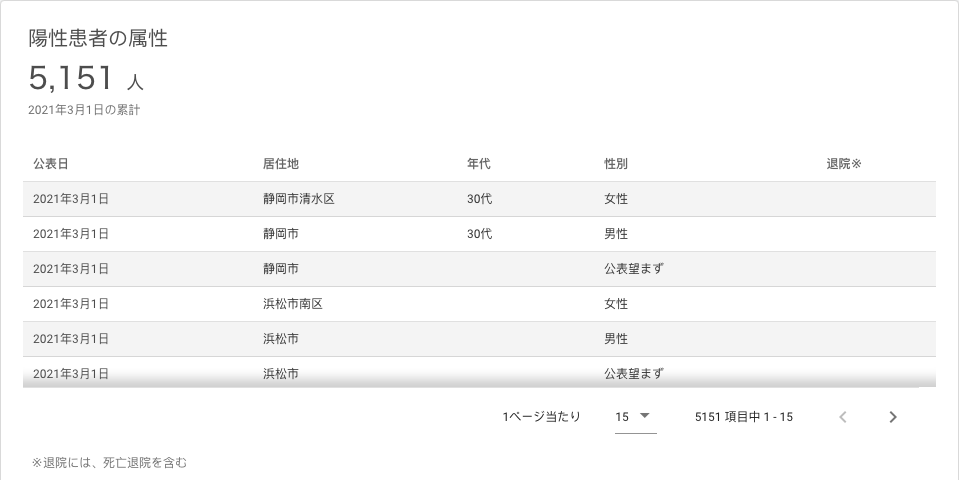 陽性患者の属性
5,151 人
2021年3月1日の累計
公表日 居住地 年代 性別 退院※
2021年3月1日 静岡市清水区 30代 女性
2021年3月1日 静岡市 30代 男性
2021年3月1日 静岡市 公表望まず
2021年3月1日 浜松市南区 女性
2021年3月1日 浜松市 男性
2021年3月1日 浜松市 公表望まず
1ページ当たり 15 5151 項目中 1 - 15
※退院には、死亡退院を含む